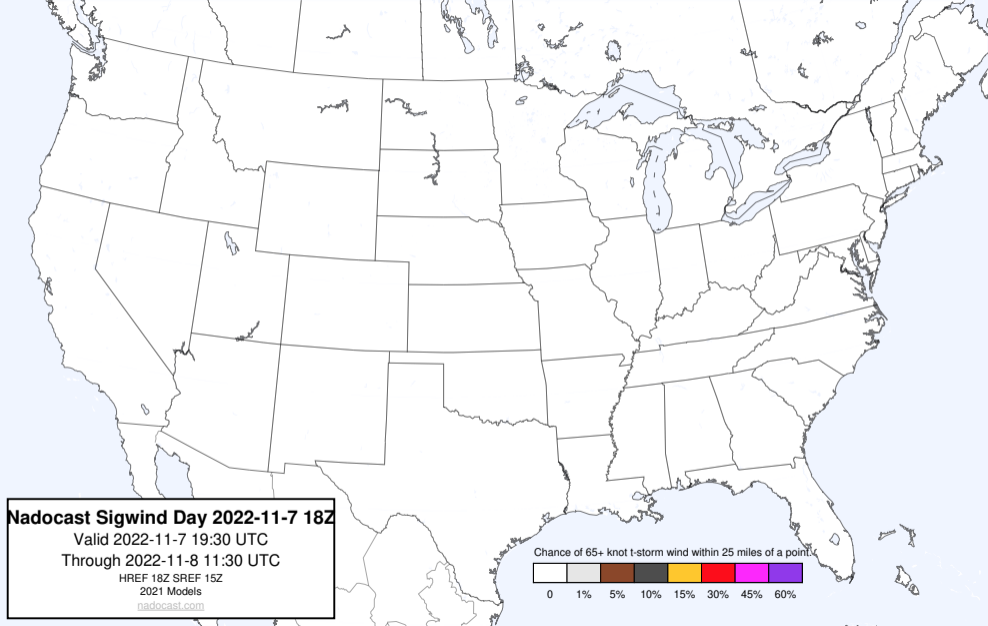 Nadocast Sigwind Day 2022-11-7 18Z
Valid 2022-11-7 19:30 UTC
Through 2022-11-8 11:30 UTC
HREF 18Z SREF 15Z
2021 Models
nadocast.com
Chance of 65+ knot t-storm wind within 25 miles of a point.
0 1% 5% 10% 15% 30% 45% 60%